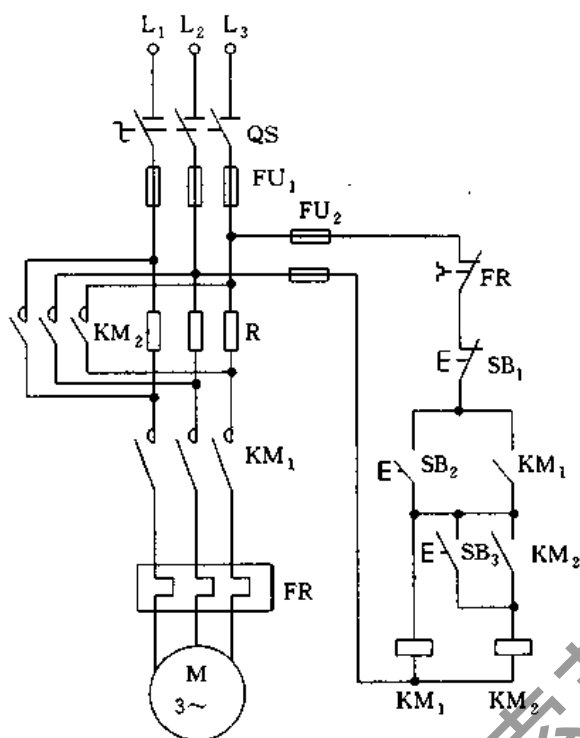 L₁ L₂ L₃
QS
FU₁
FU₂
FR
KM₂ R
SB₁
KM₁
SB₂ KM₁
SB₃ KM₂
FR
M
3~
KM₁ KM₂